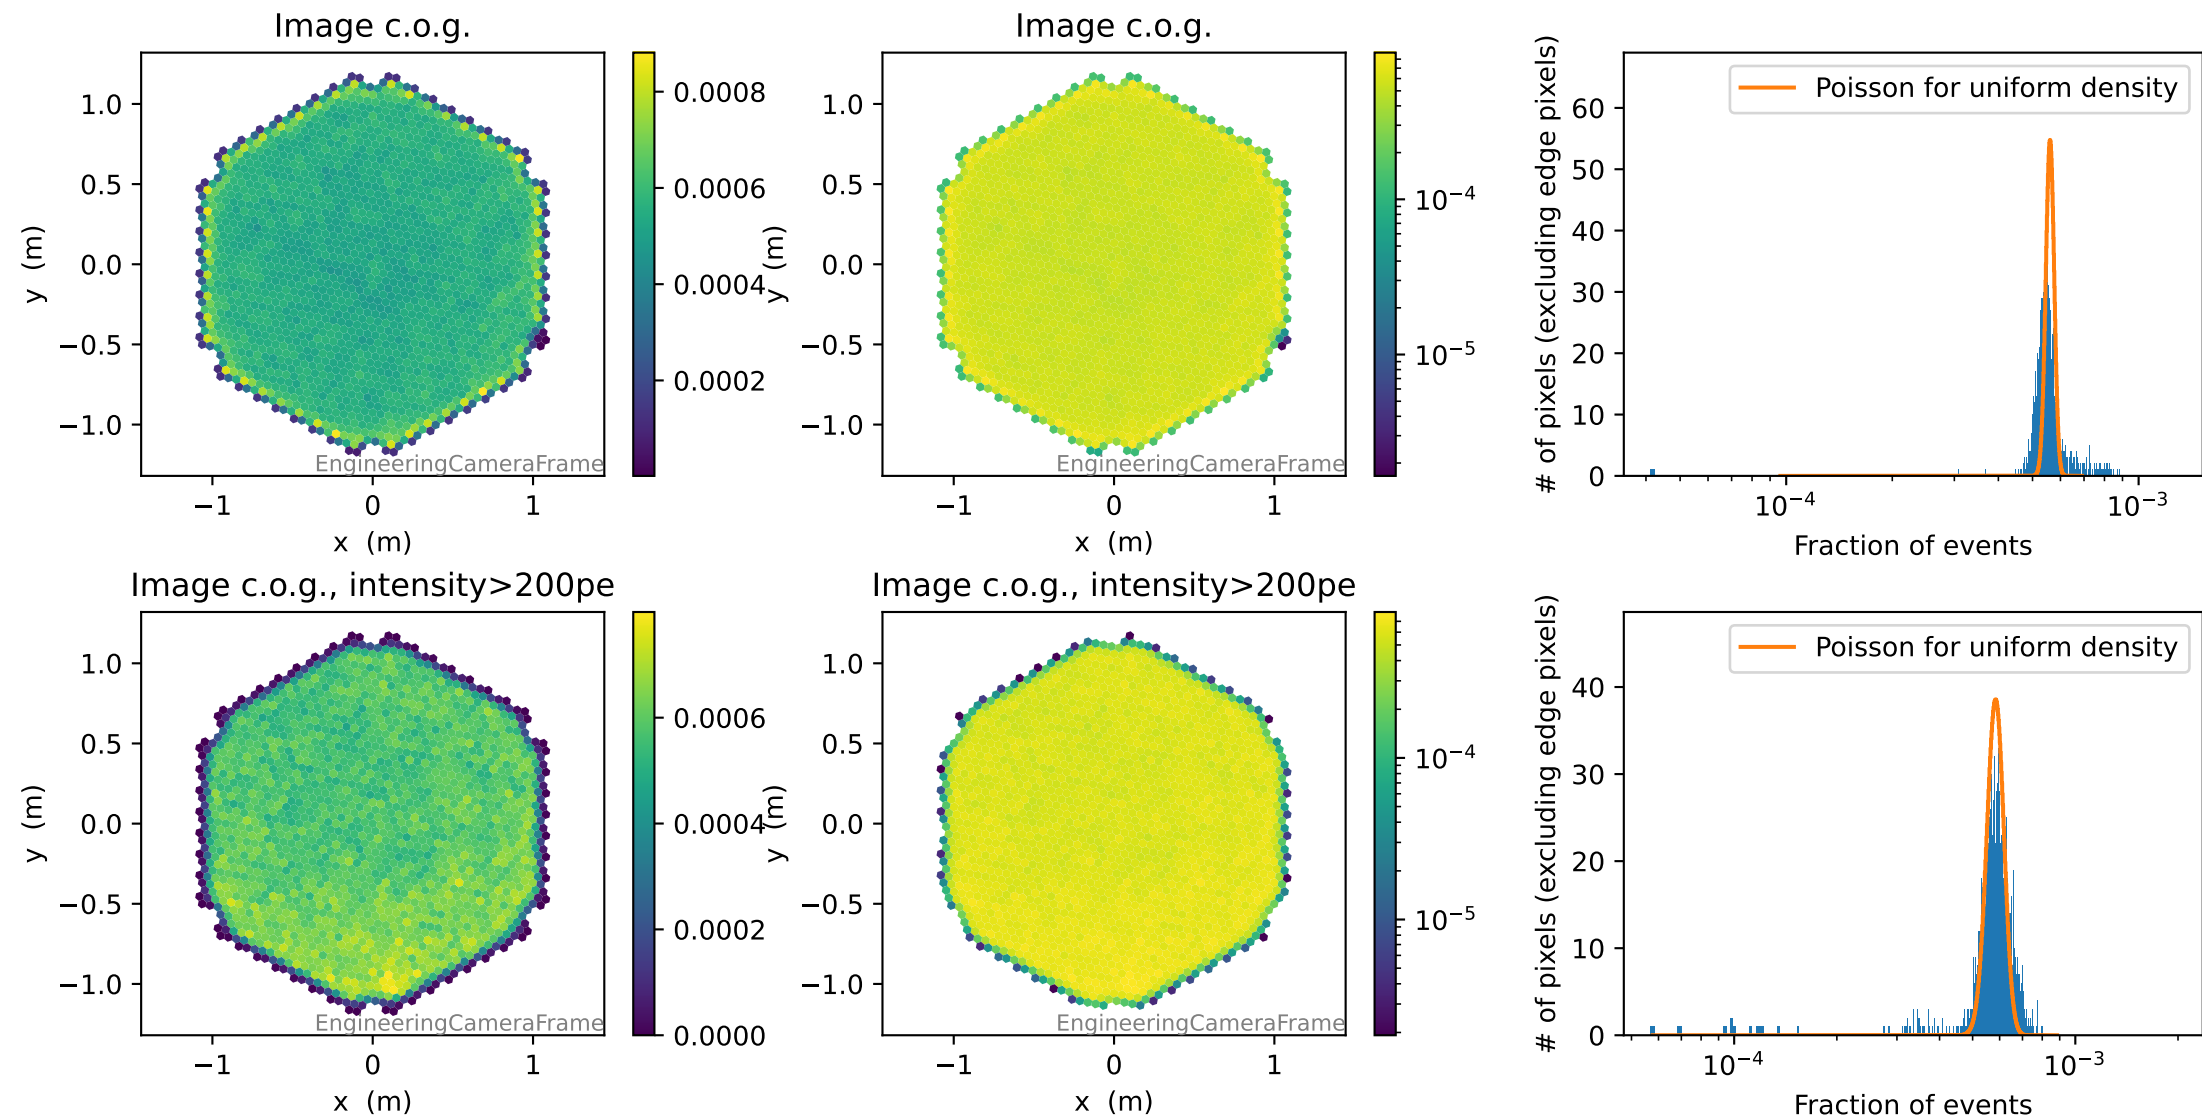 Image c.o.g.
y (m)
1.0
0.5
0.0
−0.5
−1.0
EngineeringCameraFrame
−1 0 1
x (m)
0.0008
0.0006
0.0004
0.0002
Image c.o.g.
y (m)
1.0
0.5
0.0
−0.5
−1.0
EngineeringCameraFrame
−1 0 1
x (m)
10−4
10−5
# of pixels (excluding edge pixels)
60
50
40
30
20
10
0
Poisson for uniform density
10−4 10−3
Fraction of events
Image c.o.g., intensity>200pe
y (m)
1.0
0.5
0.0
−0.5
−1.0
EngineeringCameraFrame
−1 0 1
x (m)
0.0006
0.0004
0.0002
0.0000
Image c.o.g., intensity>200pe
y (m)
1.0
0.5
0.0
−0.5
−1.0
EngineeringCameraFrame
−1 0 1
x (m)
10−4
10−5
# of pixels (excluding edge pixels)
40
30
20
10
0
Poisson for uniform density
10−4 10−3
Fraction of events